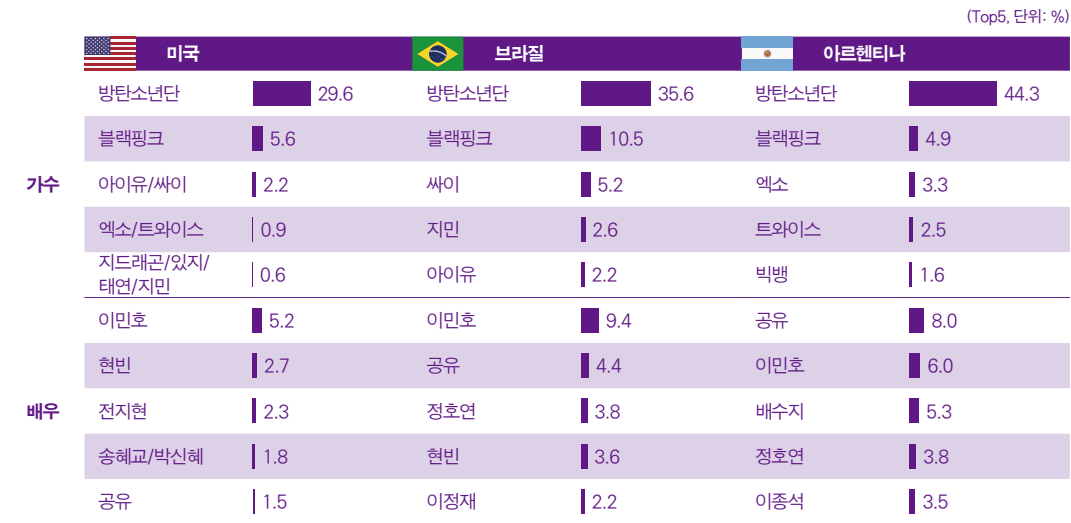 (Top5, 단위: %)
미국 브라질 아르헨티나
방탄소년단 29.6 방탄소년단 35.6 방탄소년단 44.3
블랙핑크 5.6 블랙핑크 10.5 블랙핑크 4.9
가수 아이유/싸이 2.2 싸이 5.2 엑소 3.3
엑소/트와이스 0.9 지민 2.6 트와이스 2.5
지드래곤/있지/
태연/지민 0.6 아이유 2.2 빅뱅 1.6
이민호 5.2 이민호 9.4 공유 8.0
현빈 2.7 공유 4.4 이민호 6.0
배우 전지현 2.3 정호연 3.8 배수지 5.3
송혜교/박신혜 1.8 현빈 3.6 정호연 3.8
공유 1.5 이정재 2.2 이종석 3.5